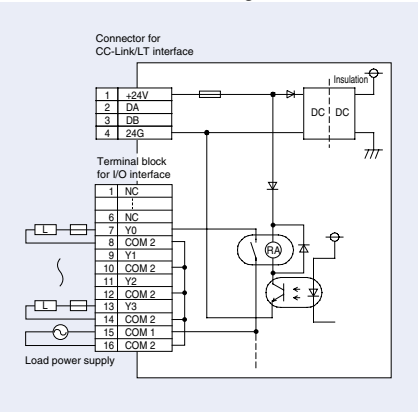 Connector for
CC-Link/LT interface
Insulation
1 +24V
2 DA
3 DB
4 24G
DC DC
Terminal block
for I/O interface
1 NC
6 NC
7 Y0
8 COM 2
9 Y1
10 COM 2
11 Y2
12 COM 2
13 Y3
14 COM 2
15 COM 1
16 COM 2
L
RA
L
Load power supply